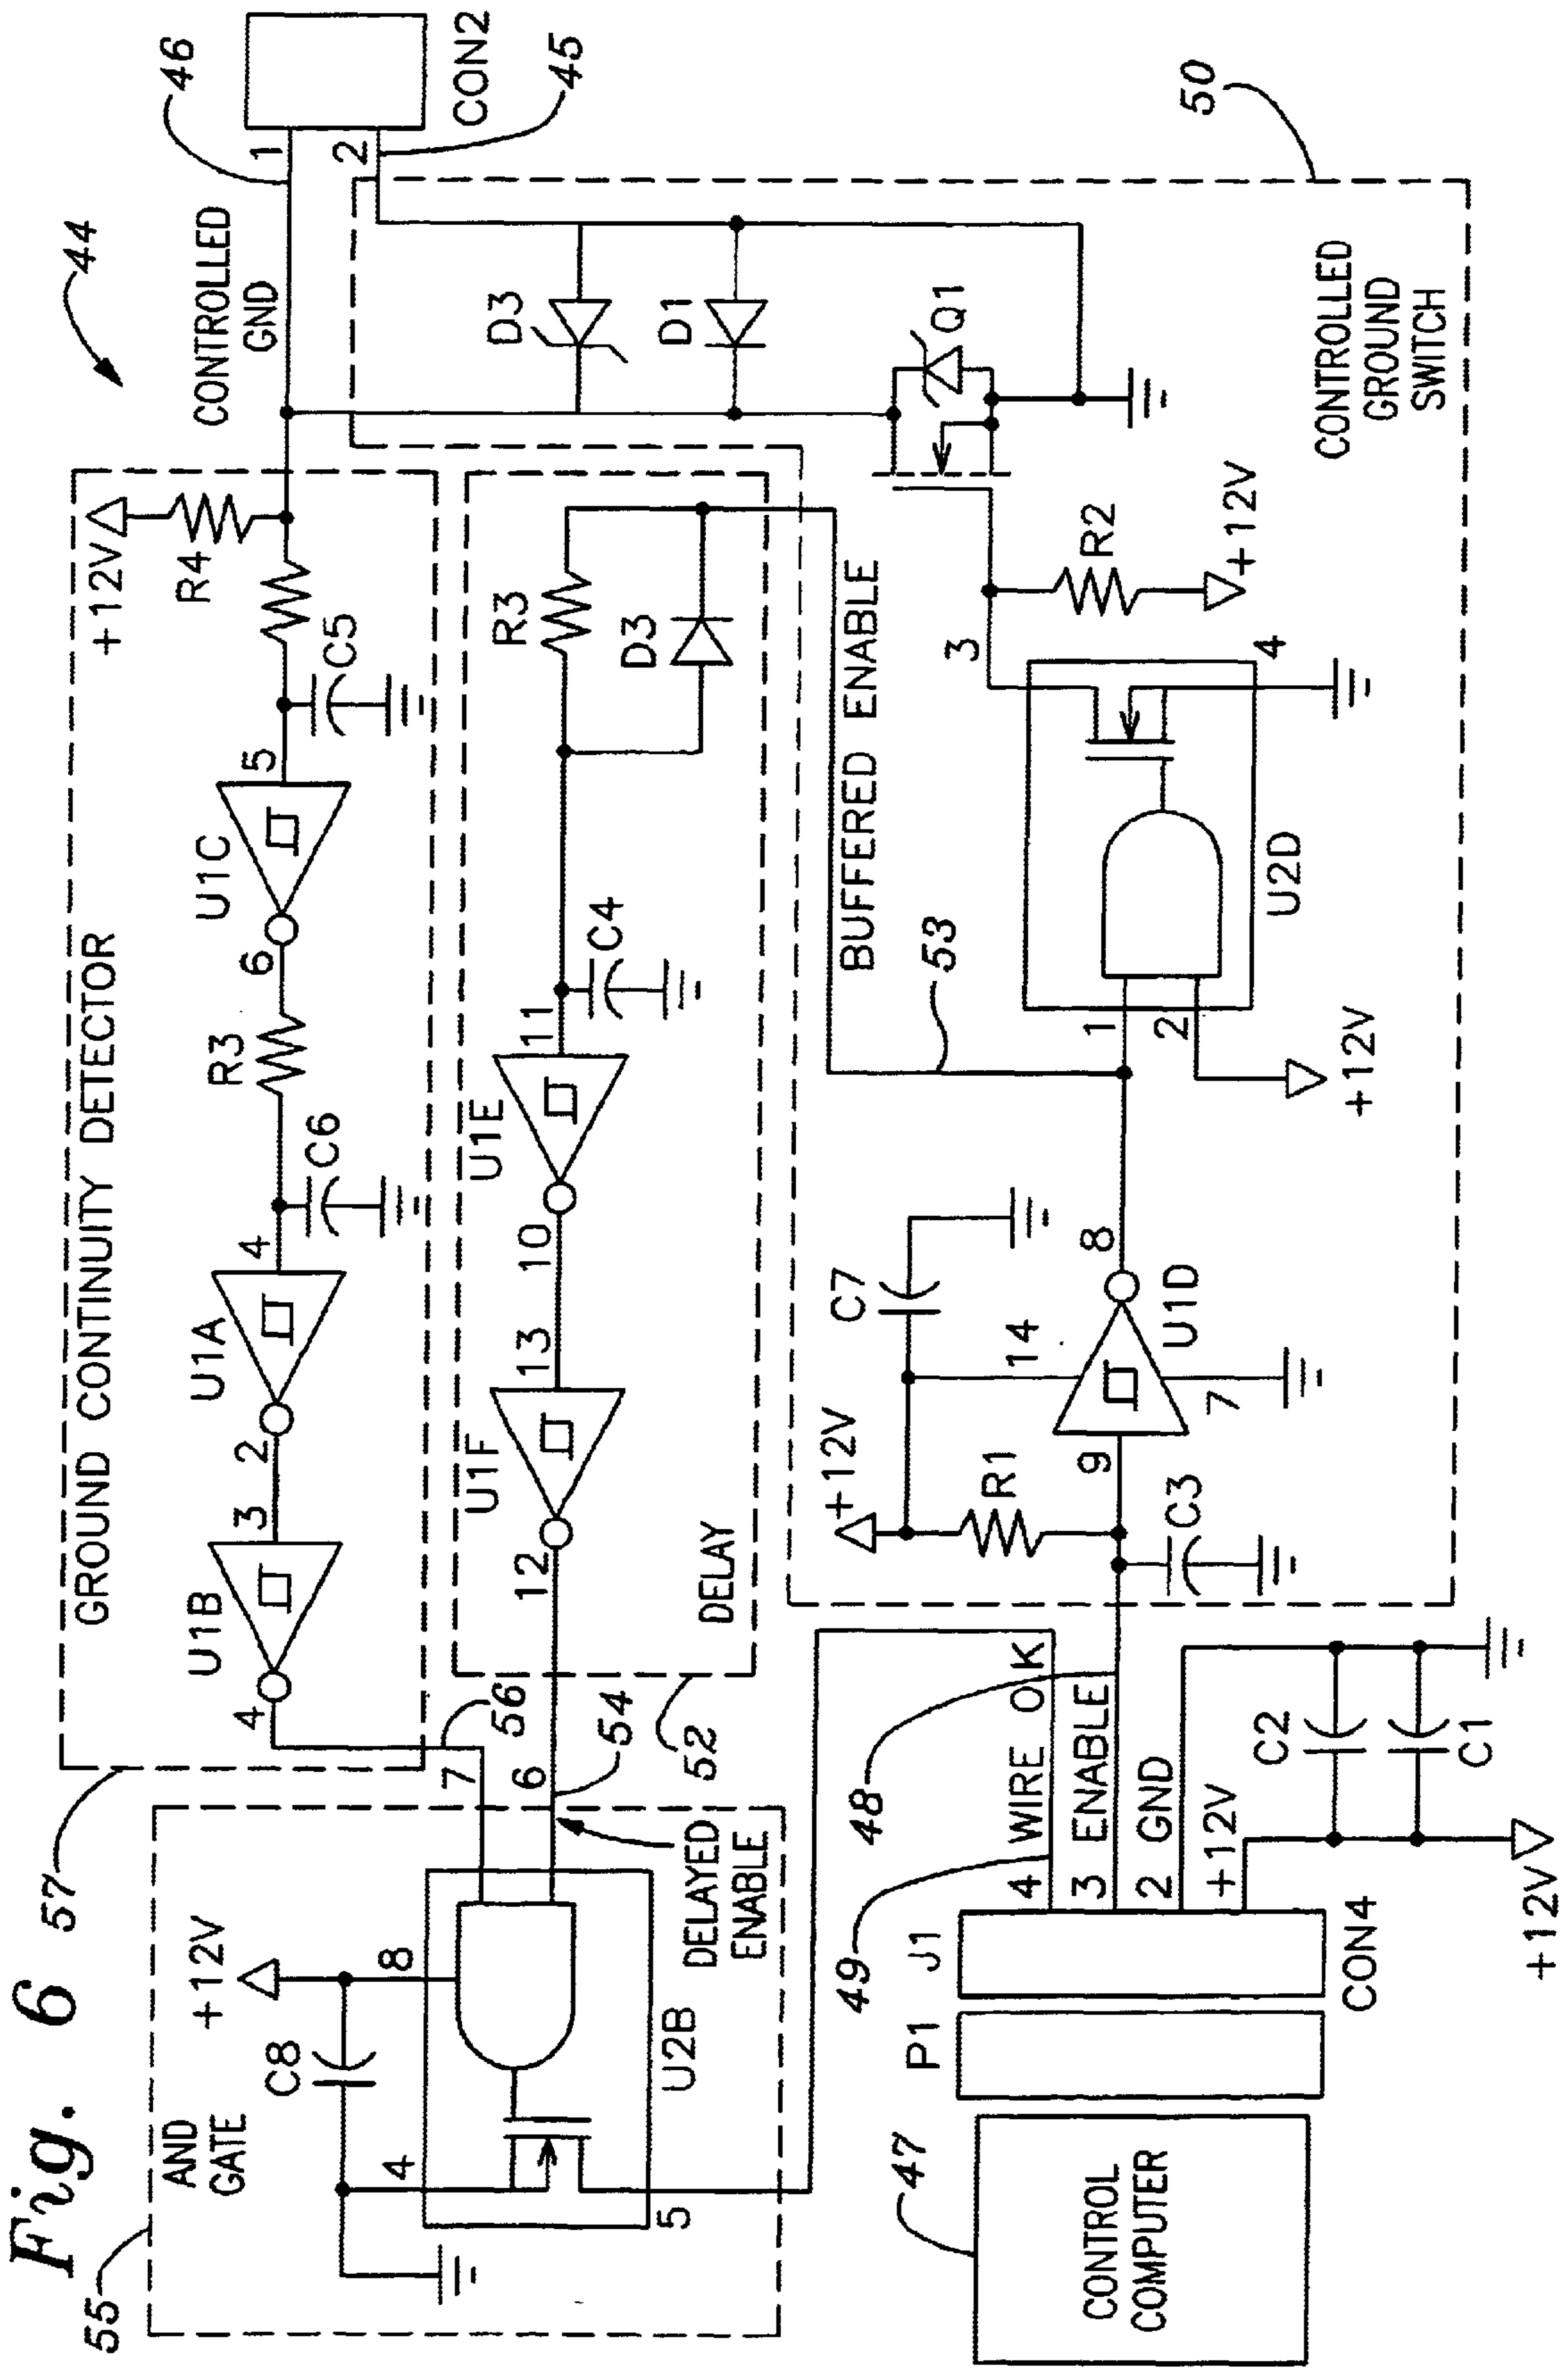 Fig. 6
44
46
CON2
45
1
2
CONTROLLED
GND
50
D3
D1
Q1
CONTROLLED
GROUND
SWITCH
+12V
R4
C5
5
U1C
6
R3
C6
4
U1A
2
3
U1B
4
GROUND CONTINUITY DETECTOR
57
R3
D3
C4
11
U1E
10
13
U1F
12
DELAY
52
56
54
7
6
BUFFERED ENABLE
53
3
R2
+12V
4
U2D
1
2
+12V
C7
8
U1D
14
7
+12V
R1
9
C3
55
AND
GATE
+12V
C8
8
4
5
U2B
DELAYED
ENABLE
48
49
4 WIRE OK
3 ENABLE
2 GND
+12V
C2
C1
+12V
J1
P1
CON4
47
CONTROL
COMPUTER